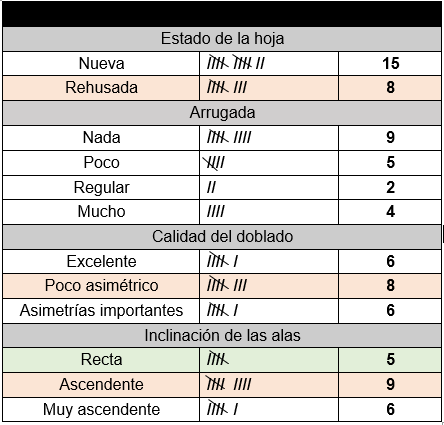 Estado de la hoja
Nueva //// //// // 15
Rehusada //// /// 8
Arrugada
Nada //// //// 9
Poco //// 5
Regular // 2
Mucho //// 4
Calidad del doblado
Excelente //// / 6
Poco asimétrico //// /// 8
Asimetrías importantes //// / 6
Inclinación de las alas
Recta //// 5
Ascendente //// //// 9
Muy ascendente //// / 6